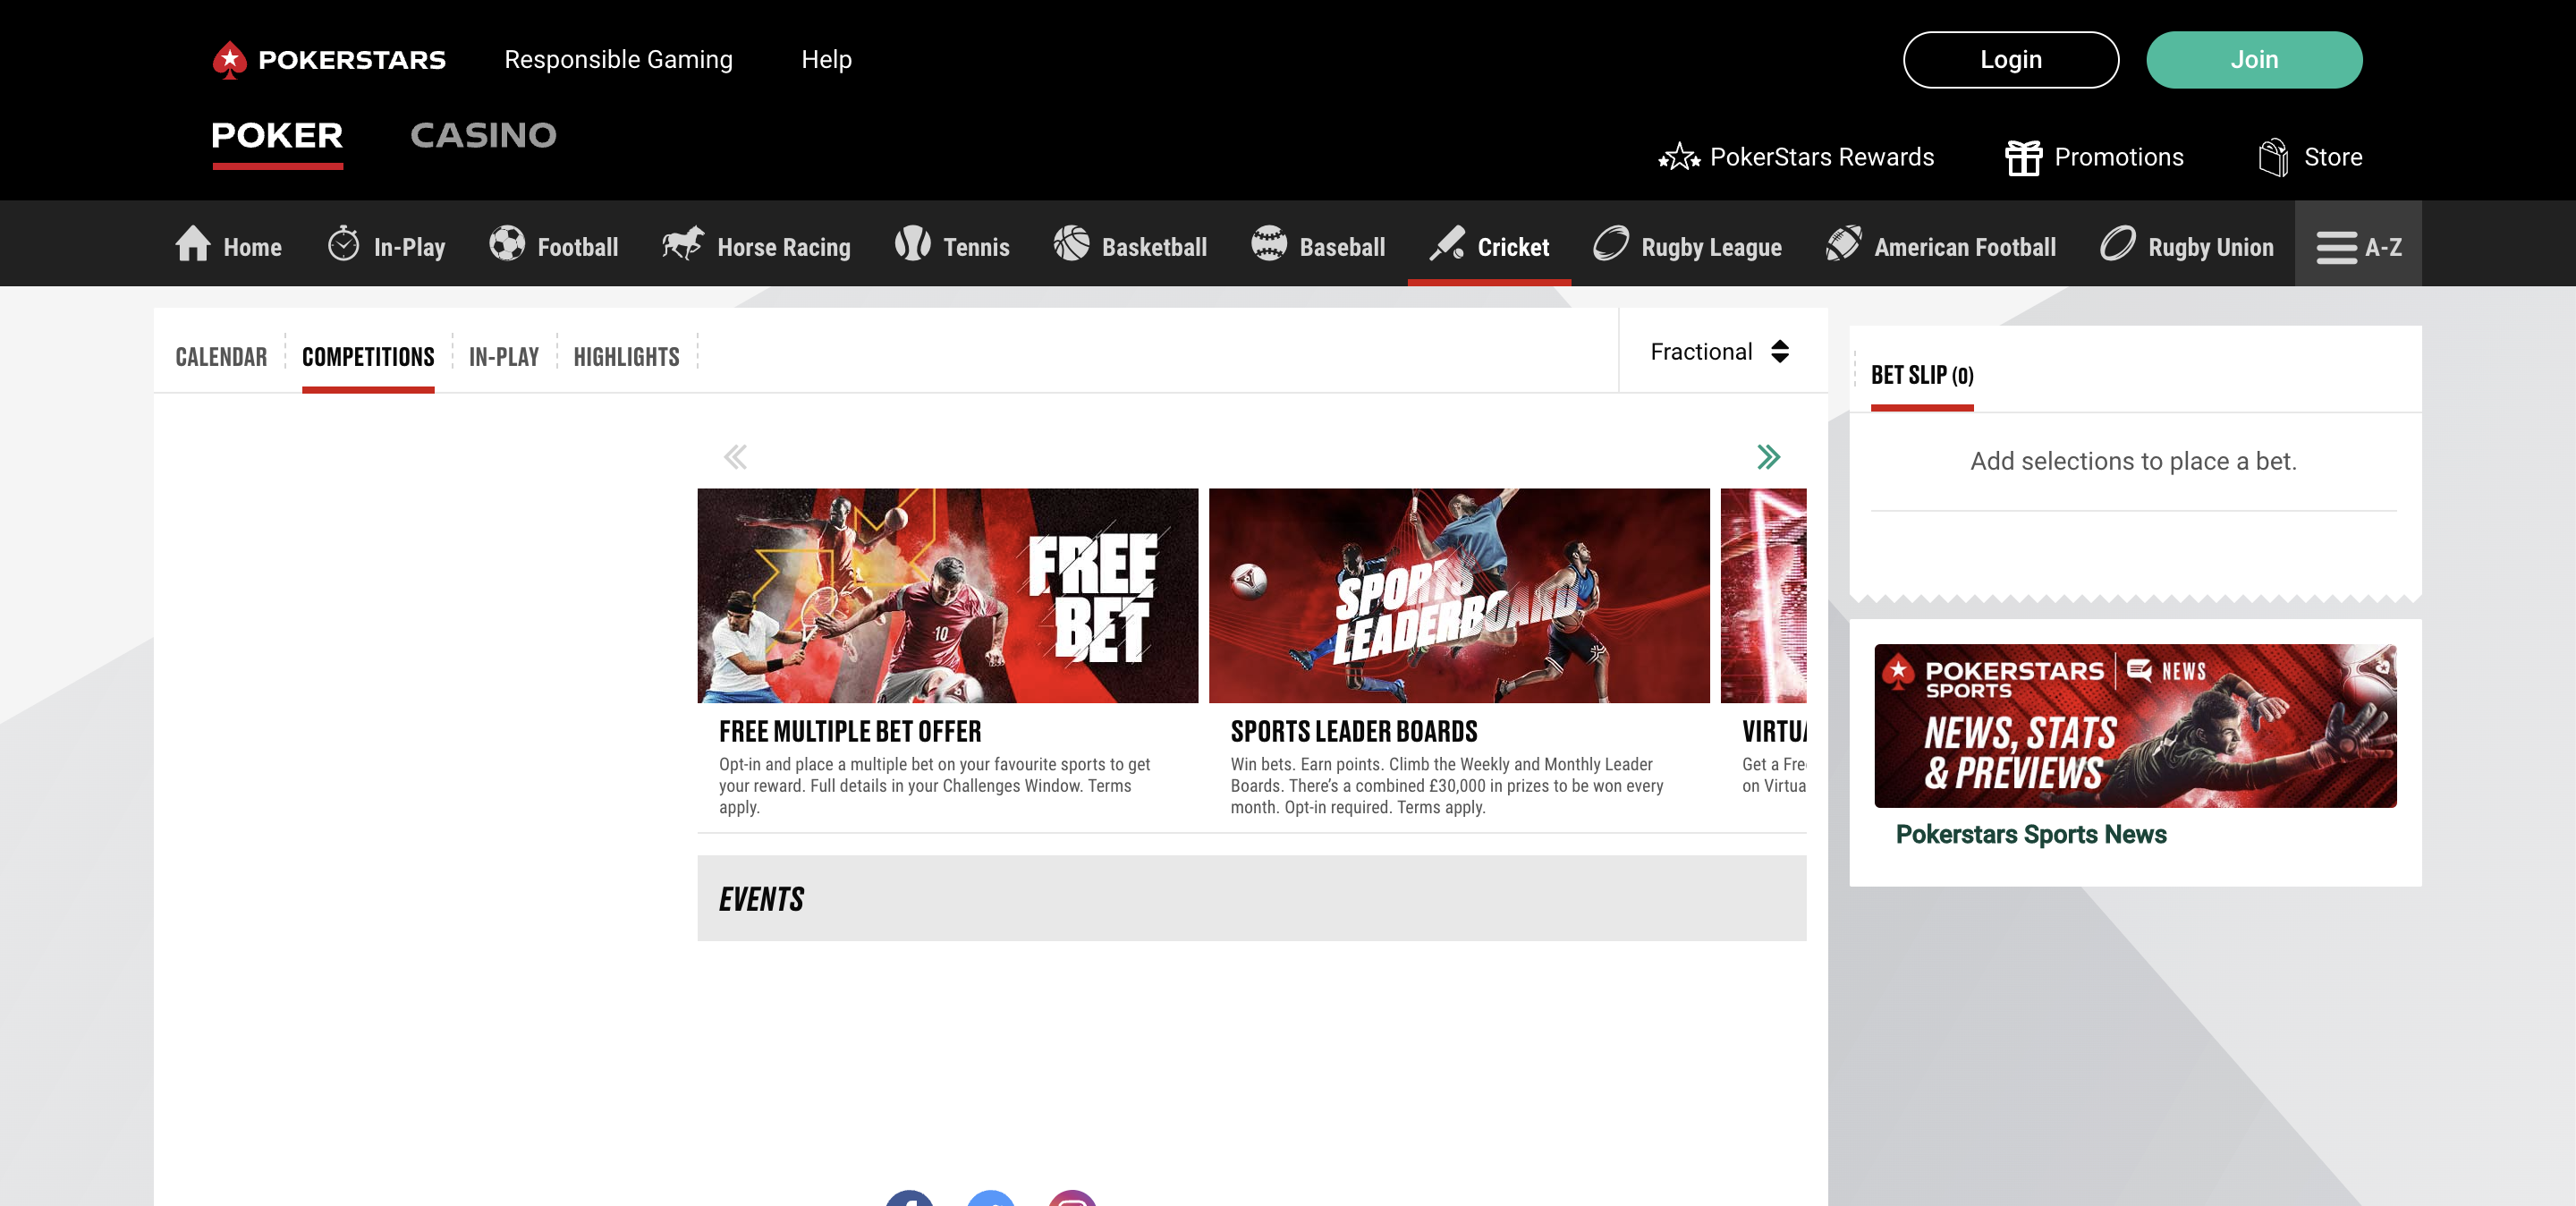 POKERSTARS
Responsible Gaming
Help
Login
Join
POKER
CASINO
PokerStars Rewards
Promotions
Store
Home
In-Play
Football
Horse Racing
Tennis
Basketball
Baseball
Cricket
Rugby League
American Football
Rugby Union
A-Z
CALENDAR
COMPETITIONS
IN-PLAY
HIGHLIGHTS
Fractional
BET SLIP (0)
Add selections to place a bet.
FREE
BET
10
FREE MULTIPLE BET OFFER
Opt-in and place a multiple bet on your favourite sports to get
your reward. Full details in your Challenges Window. Terms
apply.
SPORTS
LEADERBOARD
SPORTS LEADER BOARDS
Win bets. Earn points. Climb the Weekly and Monthly Leader
Boards. There's a combined £30,000 in prizes to be won every
month. Opt-in required. Terms apply.
VIRTUA
Get a Fre
on Virtua
POKERSTARS
SPORTS
NEWS
NEWS, STATS
& PREVIEWS
Pokerstars Sports News
EVENTS